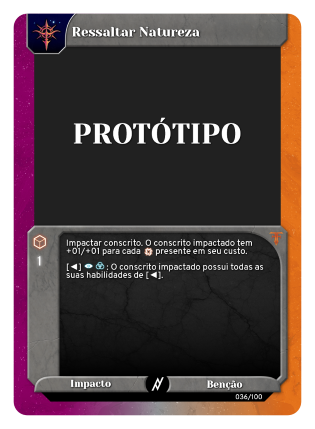 Ressaltar Natureza
PROTÓTIPO
1
Impactar conscrito. O conscrito impactado tem
+01/+01 para cada presente em seu custo.
[◄] : O conscrito impactado possui todas as
suas habilidades de [◄].
Impacto
Benção
036/100